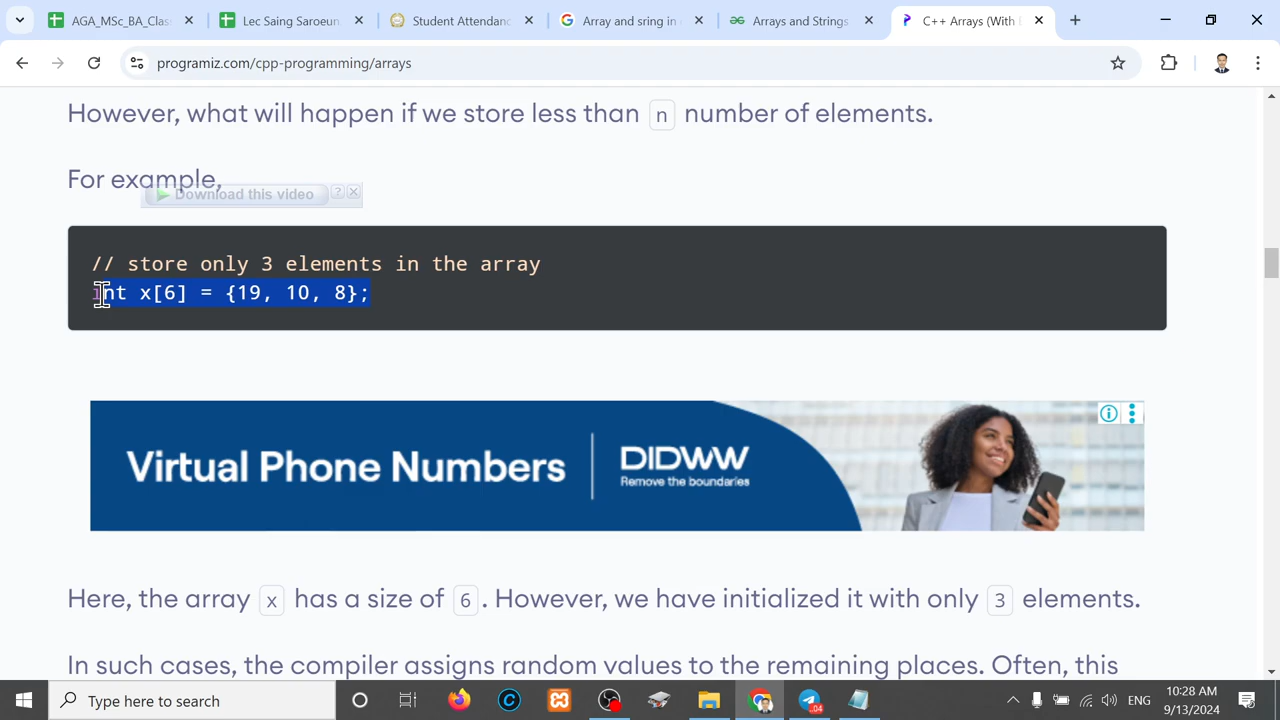 AGA_MSc_BA_Clas
Lec Saing Saroeun
Student Attendanc
Array and sring in
Arrays and Strings
C++ Arrays (With
programiz.com/cpp-programming/arrays
However, what will happen if we store less than n number of elements.
For example,
Download this video ?
// store only 3 elements in the array
int x[6] = {19, 10, 8};
Virtual Phone Numbers
DIDWW
Remove the boundaries
Here, the array x has a size of 6. However, we have initialized it with only 3 elements.
In such cases, the compiler assigns random values to the remaining places. Often, this
Type here to search
ENG
10:28 AM
9/13/2024